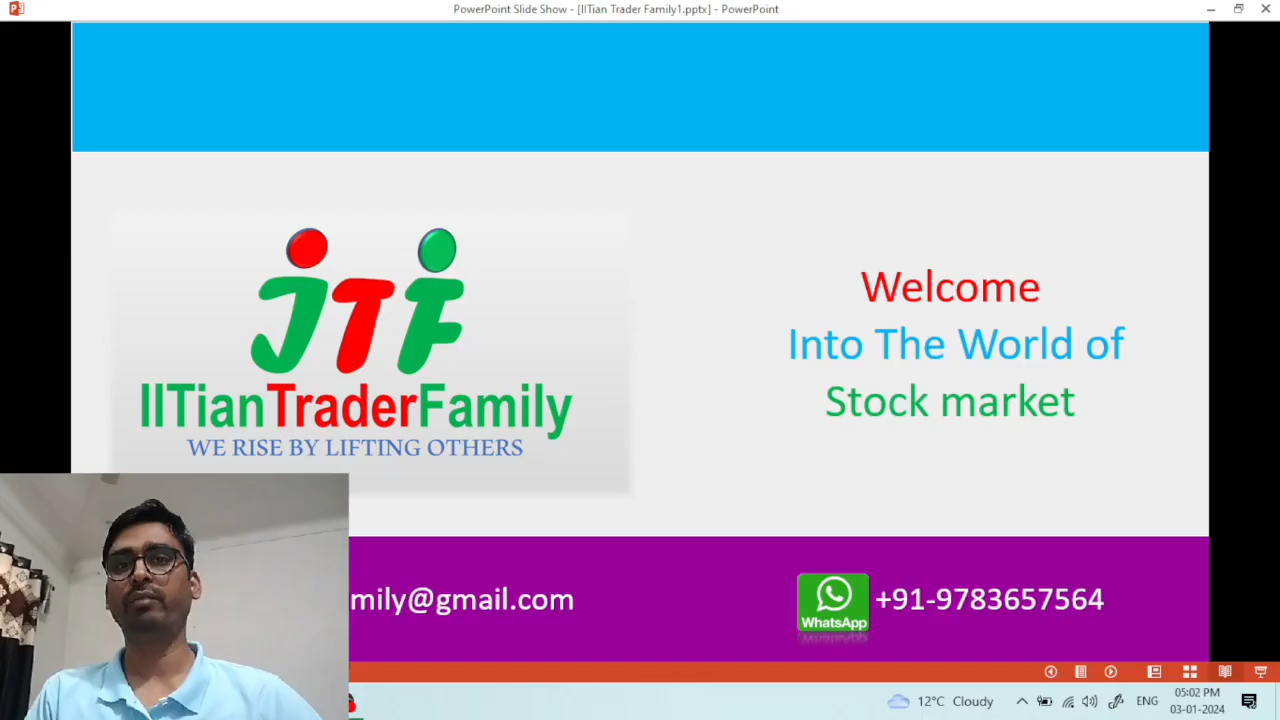 PowerPoint Slide Show - [IITian Trader Family1.pptx] - PowerPoint
ITF
IITianTraderFamily
WE RISE BY LIFTING OTHERS
Welcome
Into The World of
Stock market
mily@gmail.com
WhatsApp
+91-9783657564
12°C Cloudy
ENG
05:02 PM
03-01-2024